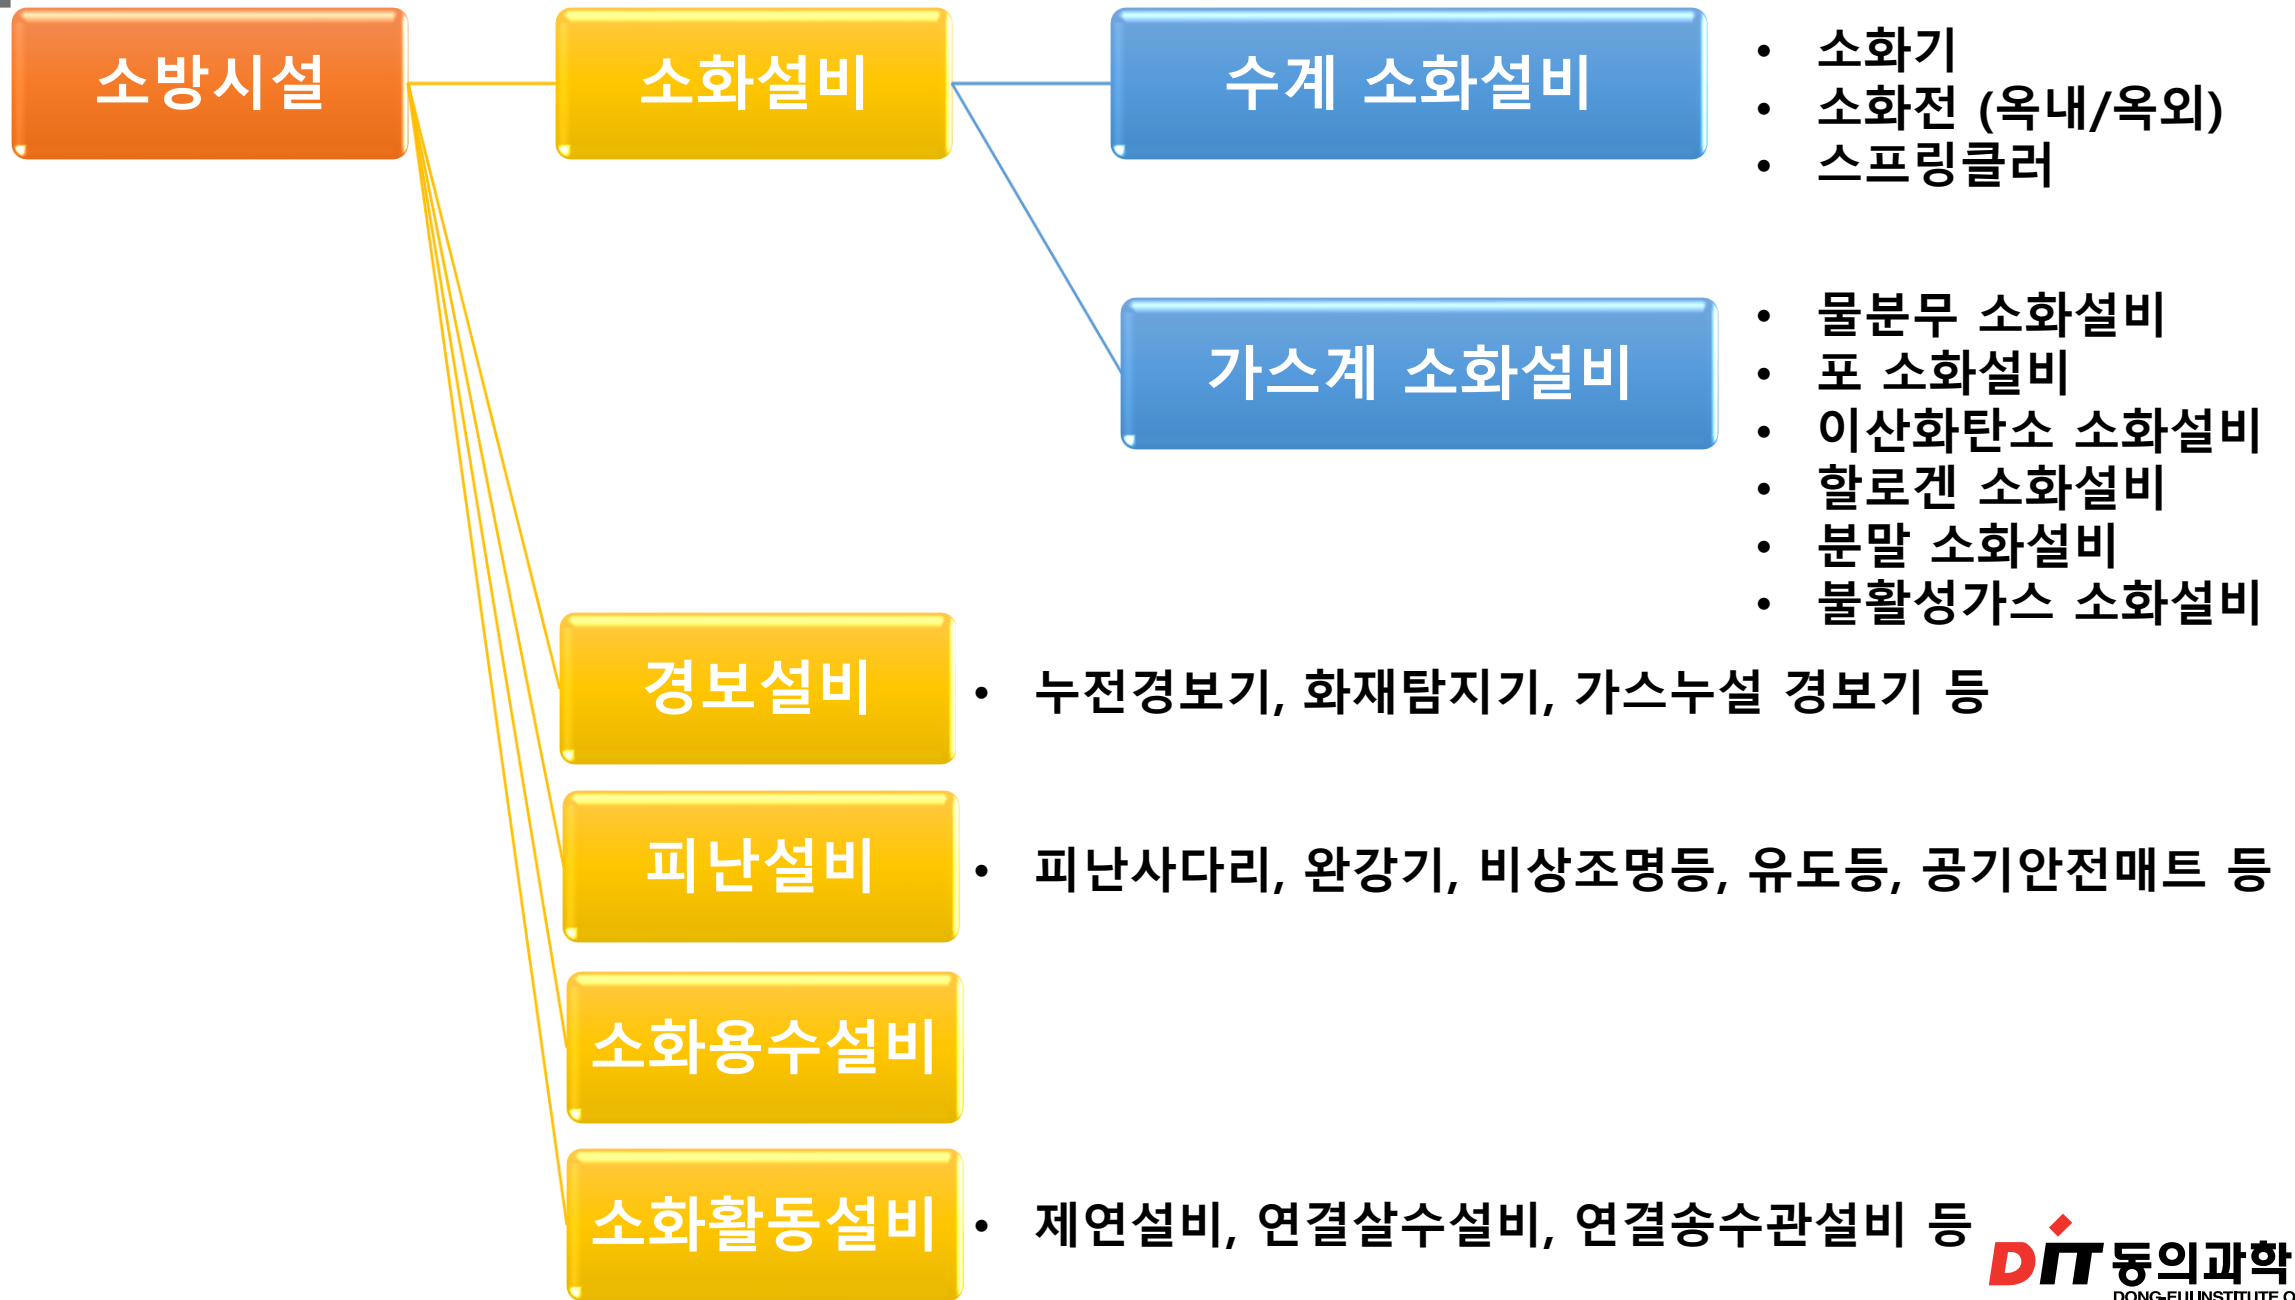 소방시설
소화설비
수계 소화설비
• 소화기
• 소화전 (옥내/옥외)
• 스프링클러
가스계 소화설비
• 물분무 소화설비
• 포 소화설비
• 이산화탄소 소화설비
• 할로겐 소화설비
• 분말 소화설비
• 불활성가스 소화설비
경보설비
• 누전경보기, 화재탐지기, 가스누설 경보기 등
피난설비
• 피난사다리, 완강기, 비상조명등, 유도등, 공기안전매트 등
소화용수설비
소화활동설비
• 제연설비, 연결살수설비, 연결송수관설비 등
DIT 동의과학
DONG-EUI INSTITUTE O